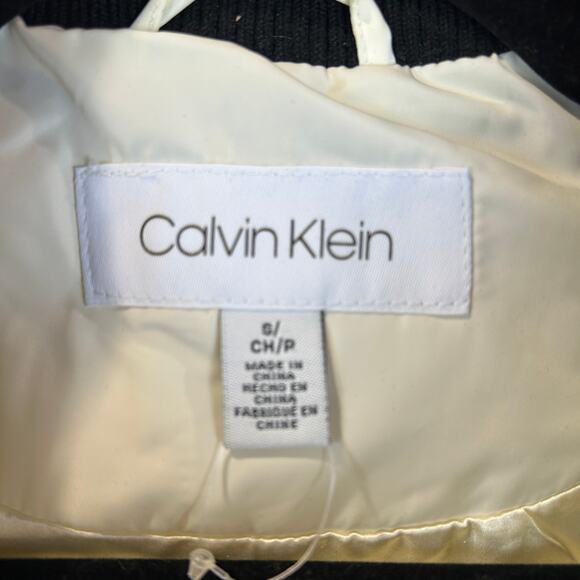 Calvin Klein
S/
CH/P
MADE IN
CHINA
HECHO EN
CHINA
FABRIQUÉ EN
CHINE